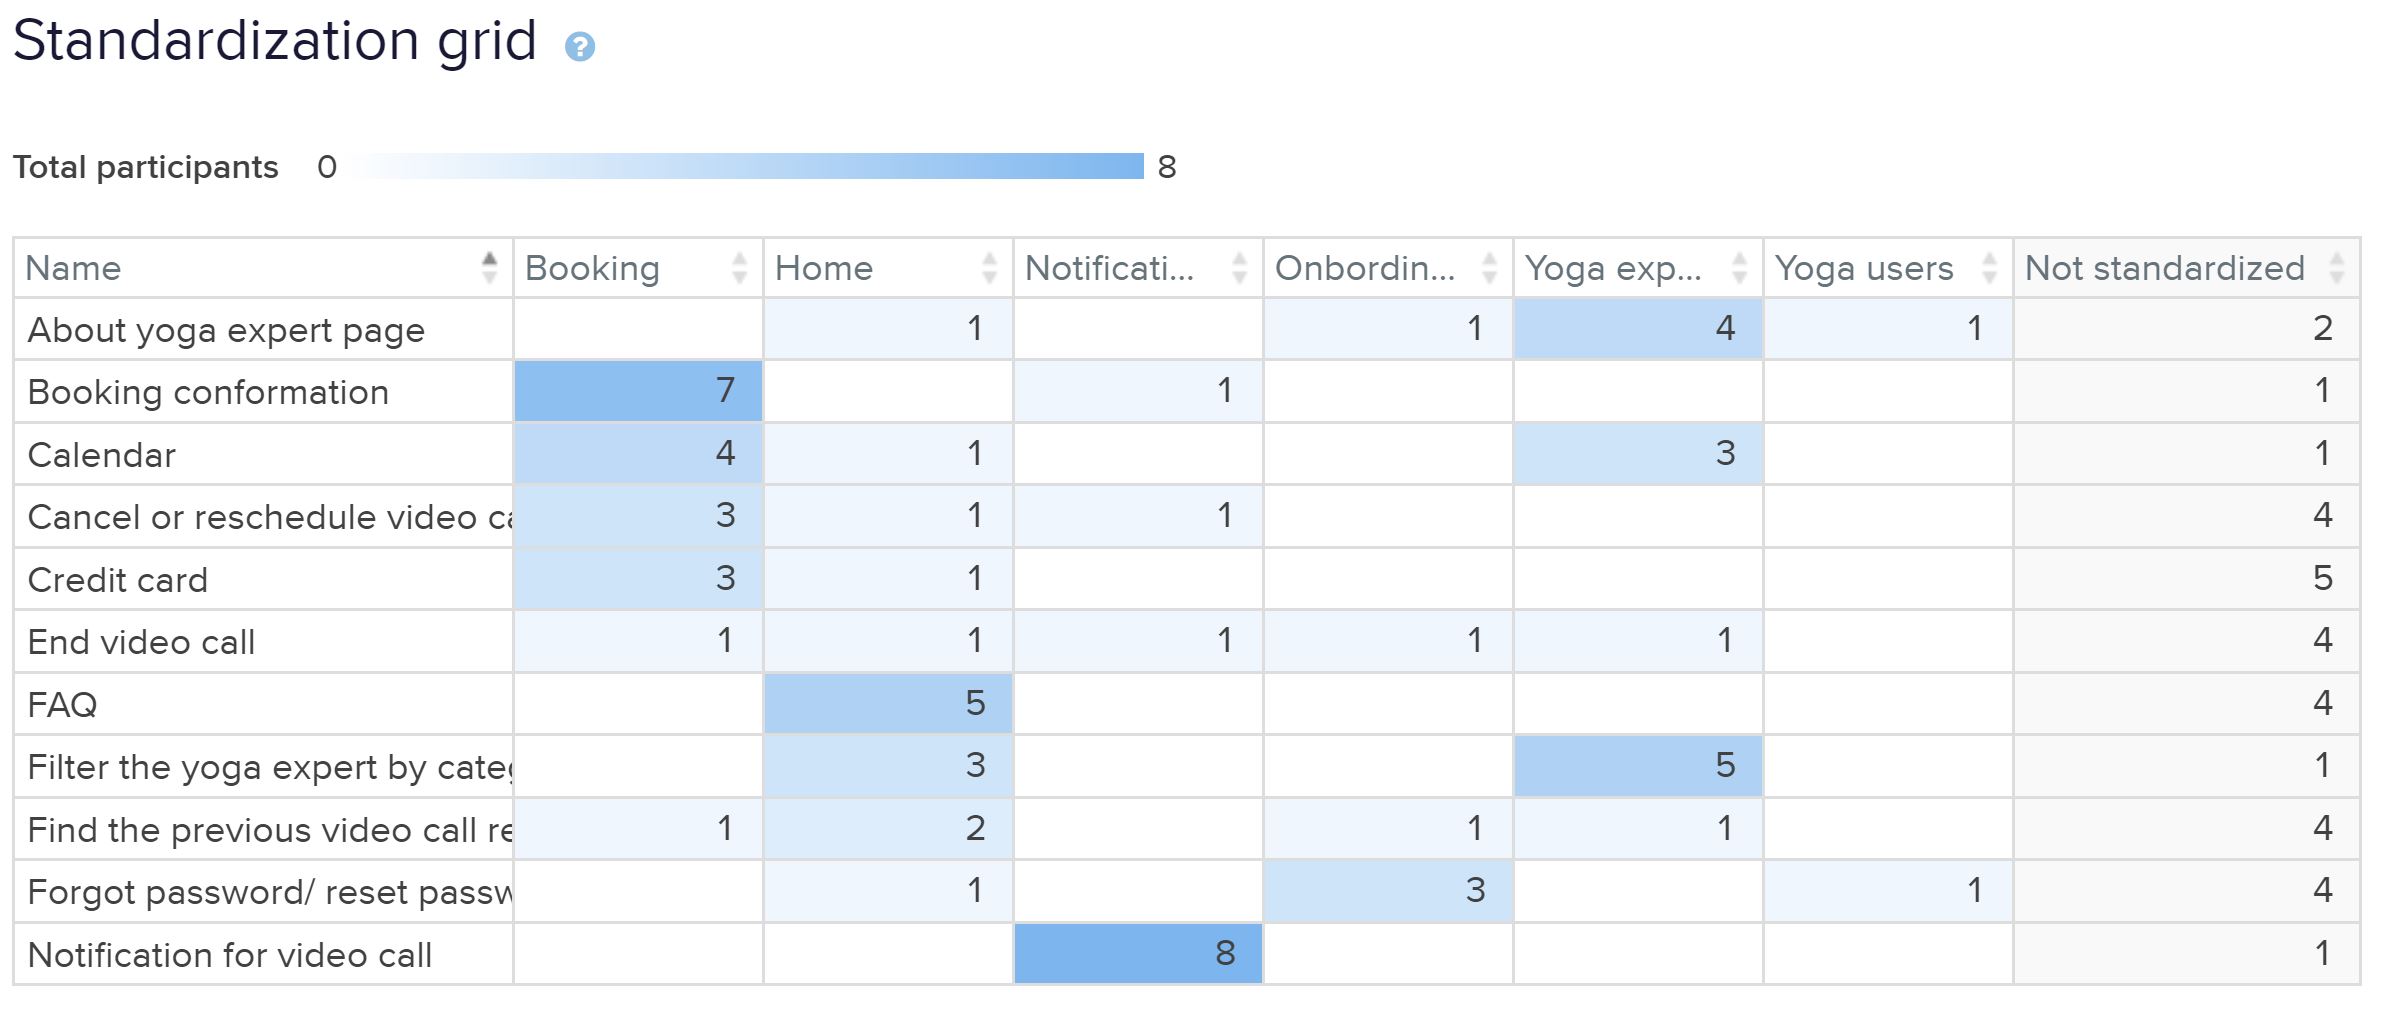 Standardization grid ?
Total participants 0 8
Name Booking Home Notificati... Onbordin... Yoga exp... Yoga users Not standardized
About yoga expert page 1 1 4 1 2
Booking conformation 7 1 1
Calendar 4 1 3 1
Cancel or reschedule video ca 3 1 1 4
Credit card 3 1 5
End video call 1 1 1 1 1 4
FAQ 5 4
Filter the yoga expert by categ 3 5 1
Find the previous video call re 1 2 1 1 4
Forgot password/ reset passw 1 3 1 4
Notification for video call 8 1